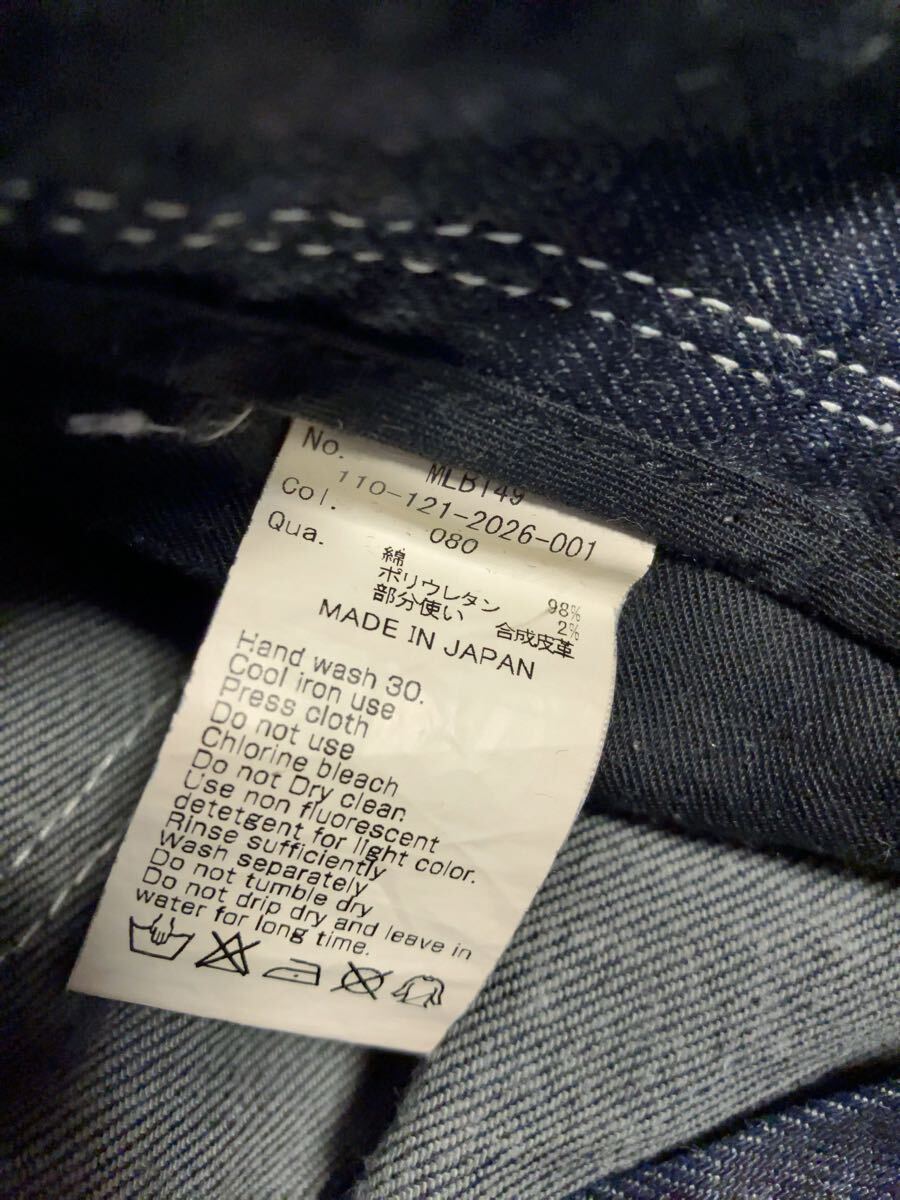 No. MLB149
110-121-2026-001
Col. 080
Qua. 綿 98%
ポリウレタン 2%
部分使い 合成皮革
MADE IN JAPAN
Hand wash 30.
Cool iron use
Press cloth
Do not use
Chlorine bleach
Do not Dry clean.
Use non fluorescent
detetgent for light color.
Rinse sufficiently
Wash separately
Do not tumble dry
Do not drip dry and leave in
water for long time.